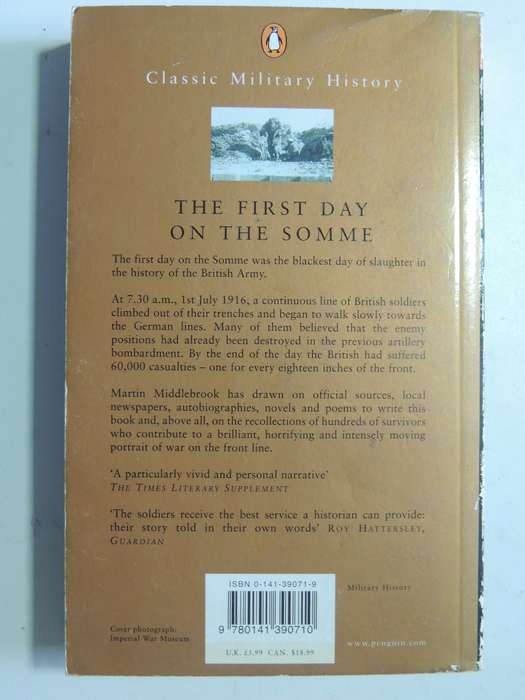 Classic Military History
THE FIRST DAY
ON THE SOMME
The first day on the Somme was the blackest day of slaughter in
the history of the British Army.
At 7.30 a.m., 1st July 1916, a continuous line of British soldiers
climbed out of their trenches and began to walk slowly towards
the German lines. Many of them believed that the enemy
positions had already been destroyed in the previous artillery
bombardment. By the end of the day the British had suffered
60,000 casualties – one for every eighteen inches of the front.
Martin Middlebrook has drawn on official sources, local
newspapers, autobiographies, novels and poems to write this
book and, above all, on the recollections of hundreds of survivors
who contribute to a brilliant, horrifying and intensely moving
portrait of war on the front line.
'A particularly vivid and personal narrative'
THE TIMES LITERARY SUPPLEMENT
'The soldiers receive the best service a historian can provide:
their story told in their own words' ROY HATTERSLEY,
GUARDIAN
ISBN 0-141-39071-9
9 780141 390710
Military History
Cover photograph:
Imperial War Museum
U.K. £3.99 CAN. $18.99
www.penguin.com